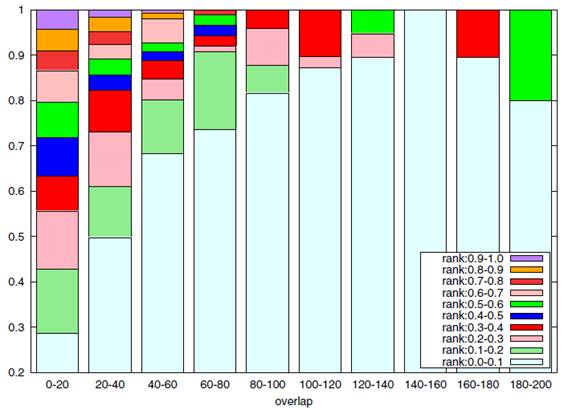 1
0.9
0.8
0.7
0.6
0.5
0.4
0.3
0.2
rank:0.9-1.0
rank:0.8-0.9
rank:0.7-0.8
rank:0.6-0.7
rank:0.5-0.6
rank:0.4-0.5
rank:0.3-0.4
rank:0.2-0.3
rank:0.1-0.2
rank:0.0-0.1
0-20 20-40 40-60 60-80 80-100 100-120 120-140 140-160 160-180 180-200
overlap